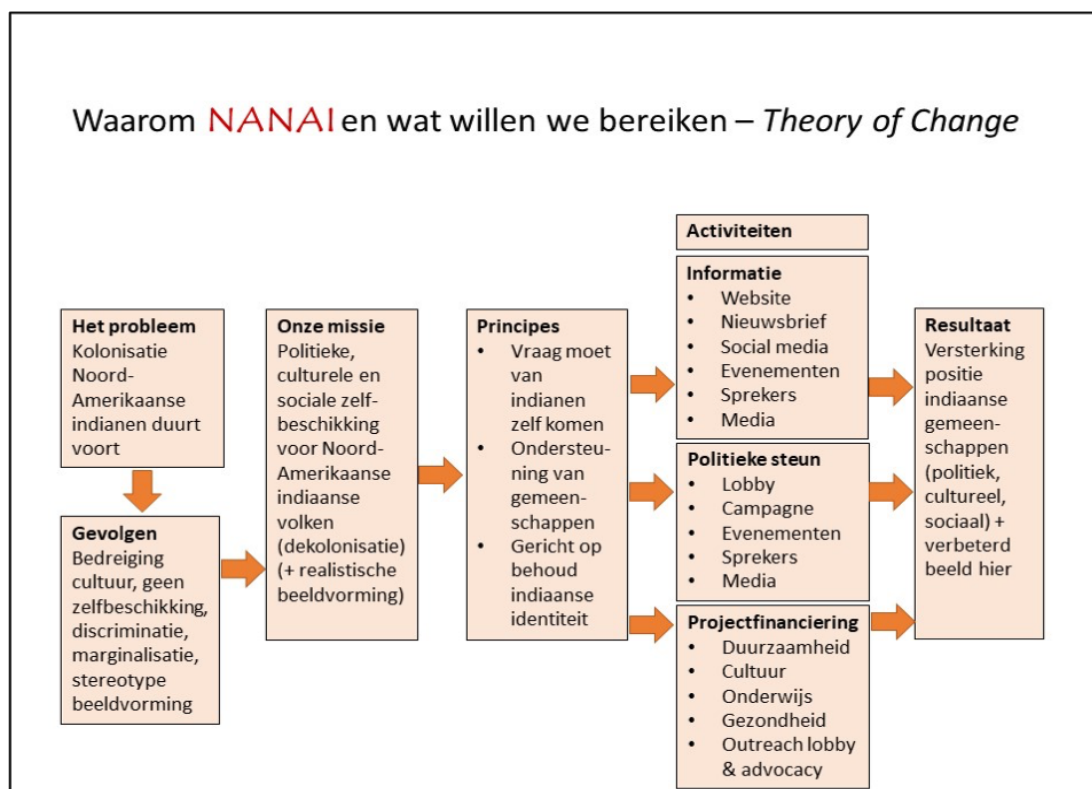 Waarom NANAI en wat willen we bereiken – Theory of Change
Het probleem
Kolonisatie
Noord-
Amerikaanse
indianen duurt
voort
Gevolgen
Bedreiging
cultuur, geen
zelfbeschikking,
discriminatie,
marginalisatie,
stereotype
beeldvorming
Onze missie
Politieke,
culturele en
sociale zelf-
beschikking
voor Noord-
Amerikaanse
indiaanse
volken
(dekolonisatie)
(+ realistische
beeldvorming)
Principes
• Vraag moet
van
indianen
zelf komen
• Ondersteu-
ning van
gemeen-
schappen
• Gericht op
behoud
indiaanse
identiteit
Activiteiten
Informatie
• Website
• Nieuwsbrief
• Social media
• Evenementen
• Sprekers
• Media
Politieke steun
• Lobby
• Campagne
• Evenementen
• Sprekers
• Media
Projectfinanciering
• Duurzaamheid
• Cultuur
• Onderwijs
• Gezondheid
• Outreach lobby
& advocacy
Resultaat
Versterking
positie
indiaanse
gemeen-
schappen
(politiek,
cultureel,
sociaal) +
verbeterd
beeld hier